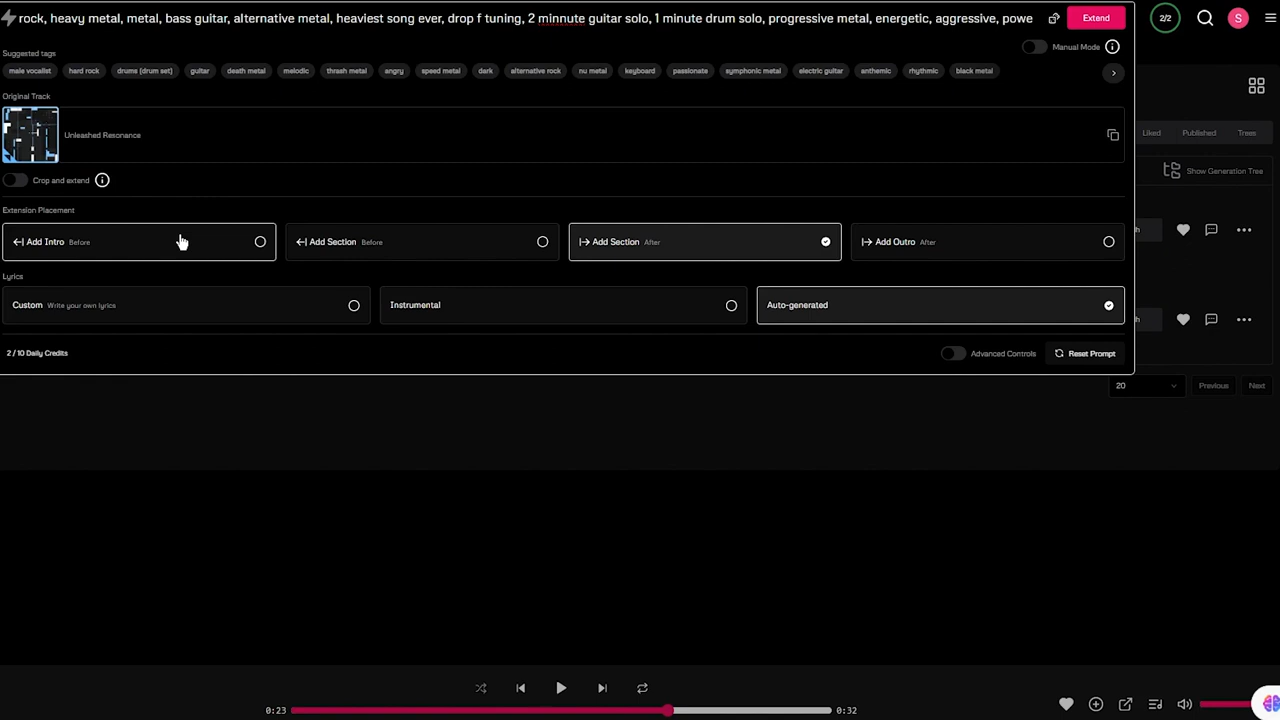 rock, heavy metal, metal, bass guitar, alternative metal, heaviest song ever, drop f tuning, 2 minnute guitar solo, 1 minute drum solo, progressive metal, energetic, aggressive, powe
Extend
2/2
S
Manual Mode
Suggested tags
male vocalist hard rock drums [drum set] guitar death metal melodic thrash metal angry speed metal dark alternative rock nu metal keyboard passionate symphonic metal electric guitar anthemic rhythmic black metal
Original Track
Unleashed Resonance
Liked Published Trees
Show Generation Tree
Crop and extend
Extension Placement
Add Intro Before Add Section Before Add Section After Add Outro After
Lyrics
Custom Write your own lyrics Instrumental Auto-generated
2 / 10 Daily Credits
Advanced Controls Reset Prompt
20 Previous Next
0:23 0:32